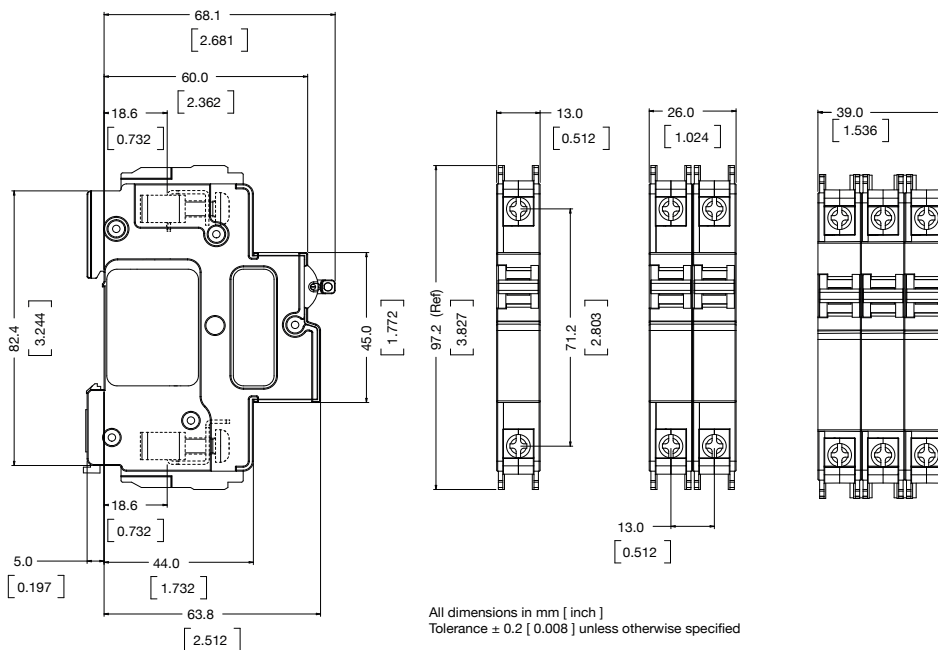 68.1
[ 2.681 ]
60.0
[ 2.362 ]
18.6
[ 0.732 ]
82.4
[ 3.244 ]
45.0
[ 1.772 ]
18.6
[ 0.732 ]
5.0
[ 0.197 ]
44.0
[ 1.732 ]
63.8
[ 2.512 ]
13.0
[ 0.512 ]
97.2 (Ref)
[ 3.827 ]
71.2
[ 2.803 ]
26.0
[ 1.024 ]
13.0
[ 0.512 ]
39.0
[ 1.536 ]
All dimensions in mm [ inch ]
Tolerance ± 0.2 [ 0.008 ] unless otherwise specified